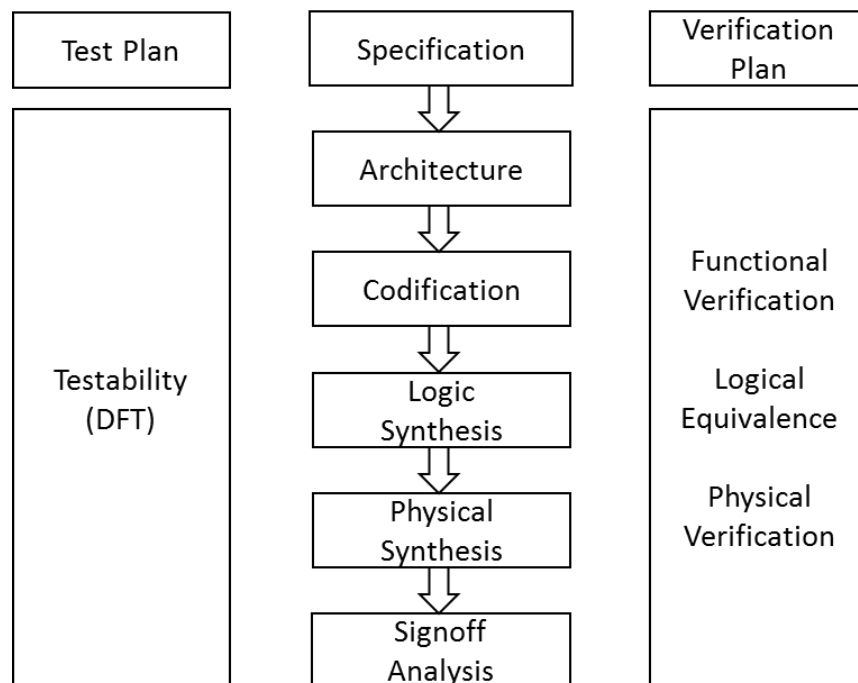 Test Plan
Specification
Verification
Plan
Architecture
Codification
Logic
Synthesis
Physical
Synthesis
Signoff
Analysis
Testability
(DFT)
Functional
Verification
Logical
Equivalence
Physical
Verification